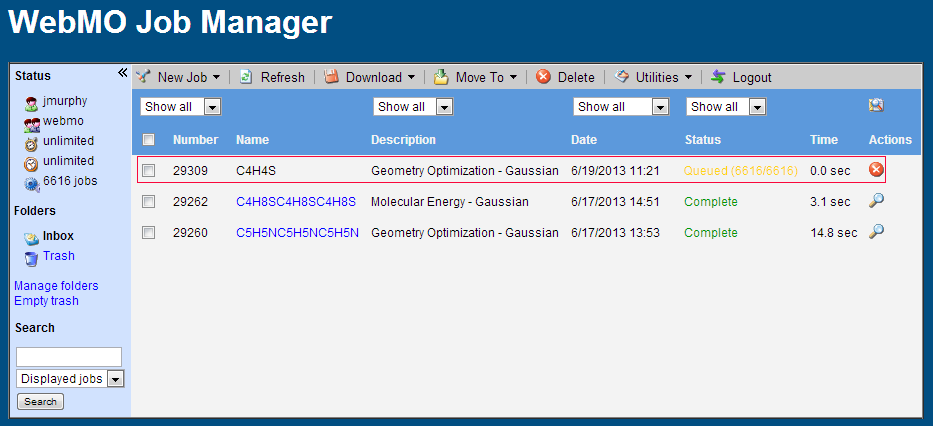 WebMO Job Manager
Status
jmurphy
webmo
unlimited
unlimited
6616 jobs
Folders
Inbox
Trash
Manage folders
Empty trash
Search
Displayed jobs
Search
New Job Refresh Download Move To Delete Utilities Logout
Show all Show all Show all Show all
Number Name Description Date Status Time Actions
29309 C4H4S Geometry Optimization - Gaussian 6/19/2013 11:21 Queued (6616/6616) 0.0 sec
29262 C4H8SC4H8SC4H8S Molecular Energy - Gaussian 6/17/2013 14:51 Complete 3.1 sec
29260 C5H5NC5H5NC5H5N Geometry Optimization - Gaussian 6/17/2013 13:53 Complete 14.8 sec